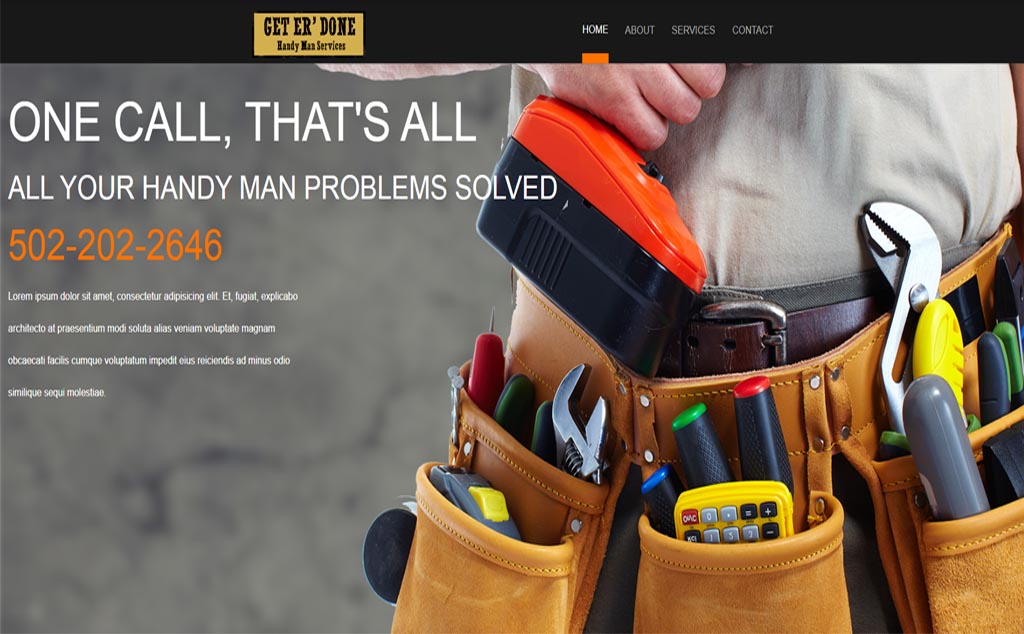 GET ER' DONE
Handy Man Services
HOME ABOUT SERVICES CONTACT
ONE CALL, THAT'S ALL
ALL YOUR HANDY MAN PROBLEMS SOLVED
502-202-2646
Lorem ipsum dolor sit amet, consectetur adipisicing elit. Et, fugiat, explicabo
architecto at praesentium modi soluta alias veniam voluptate magnam
obcaecati facilis cumque voluptatum impedit eius reiciendis ad minus odio
similique sequi molestiae.